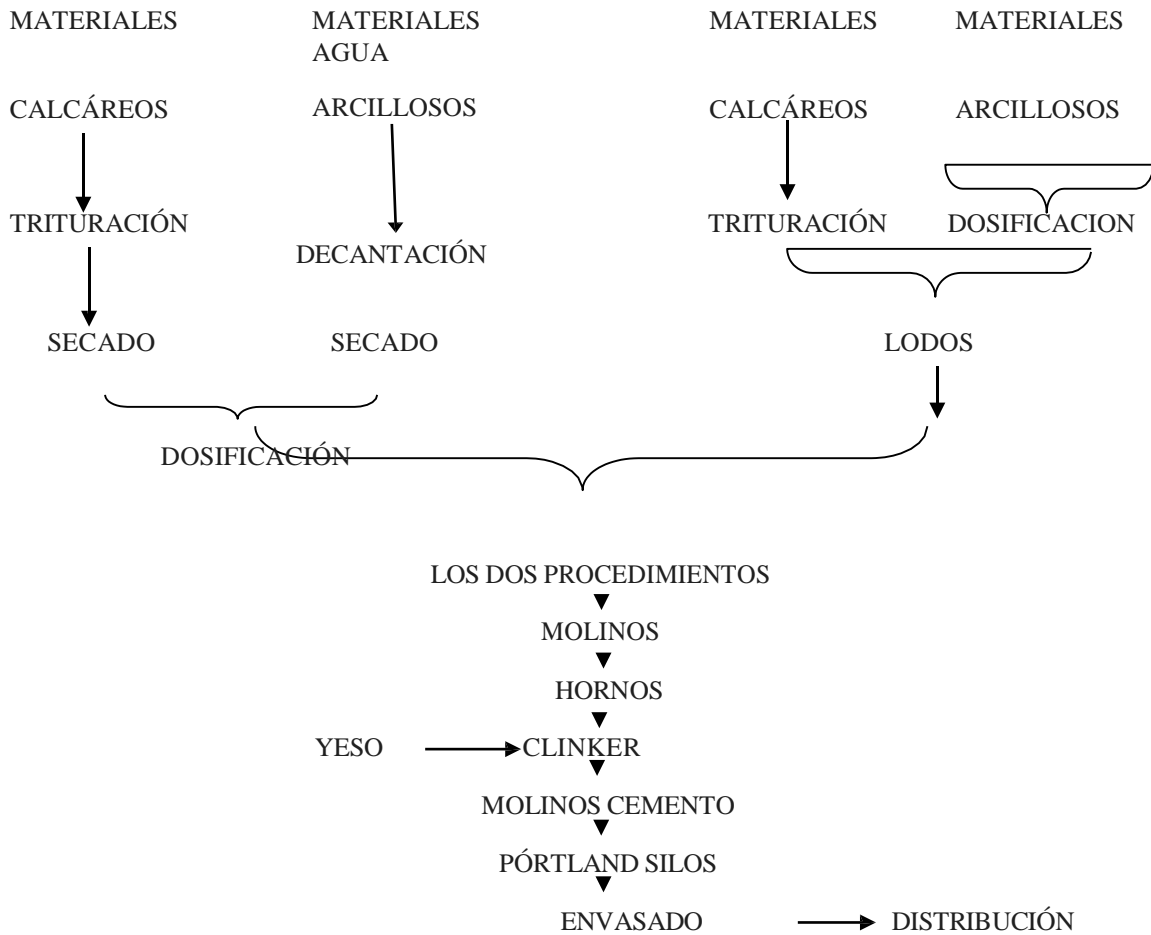 MATERIALES MATERIALES MATERIALES MATERIALES
AGUA
CALCÁREOS ARCILLOSOS CALCÁREOS ARCILLOSOS
TRITURACIÓN TRITURACIÓN DOSIFICACION
DECANTACIÓN
SECADO SECADO LODOS
DOSIFICACIÓN
LOS DOS PROCEDIMIENTOS
MOLINOS
HORNOS
YESO CLINKER
MOLINOS CEMENTO
PÓRTLAND SILOS
ENVASADO DISTRIBUCIÓN